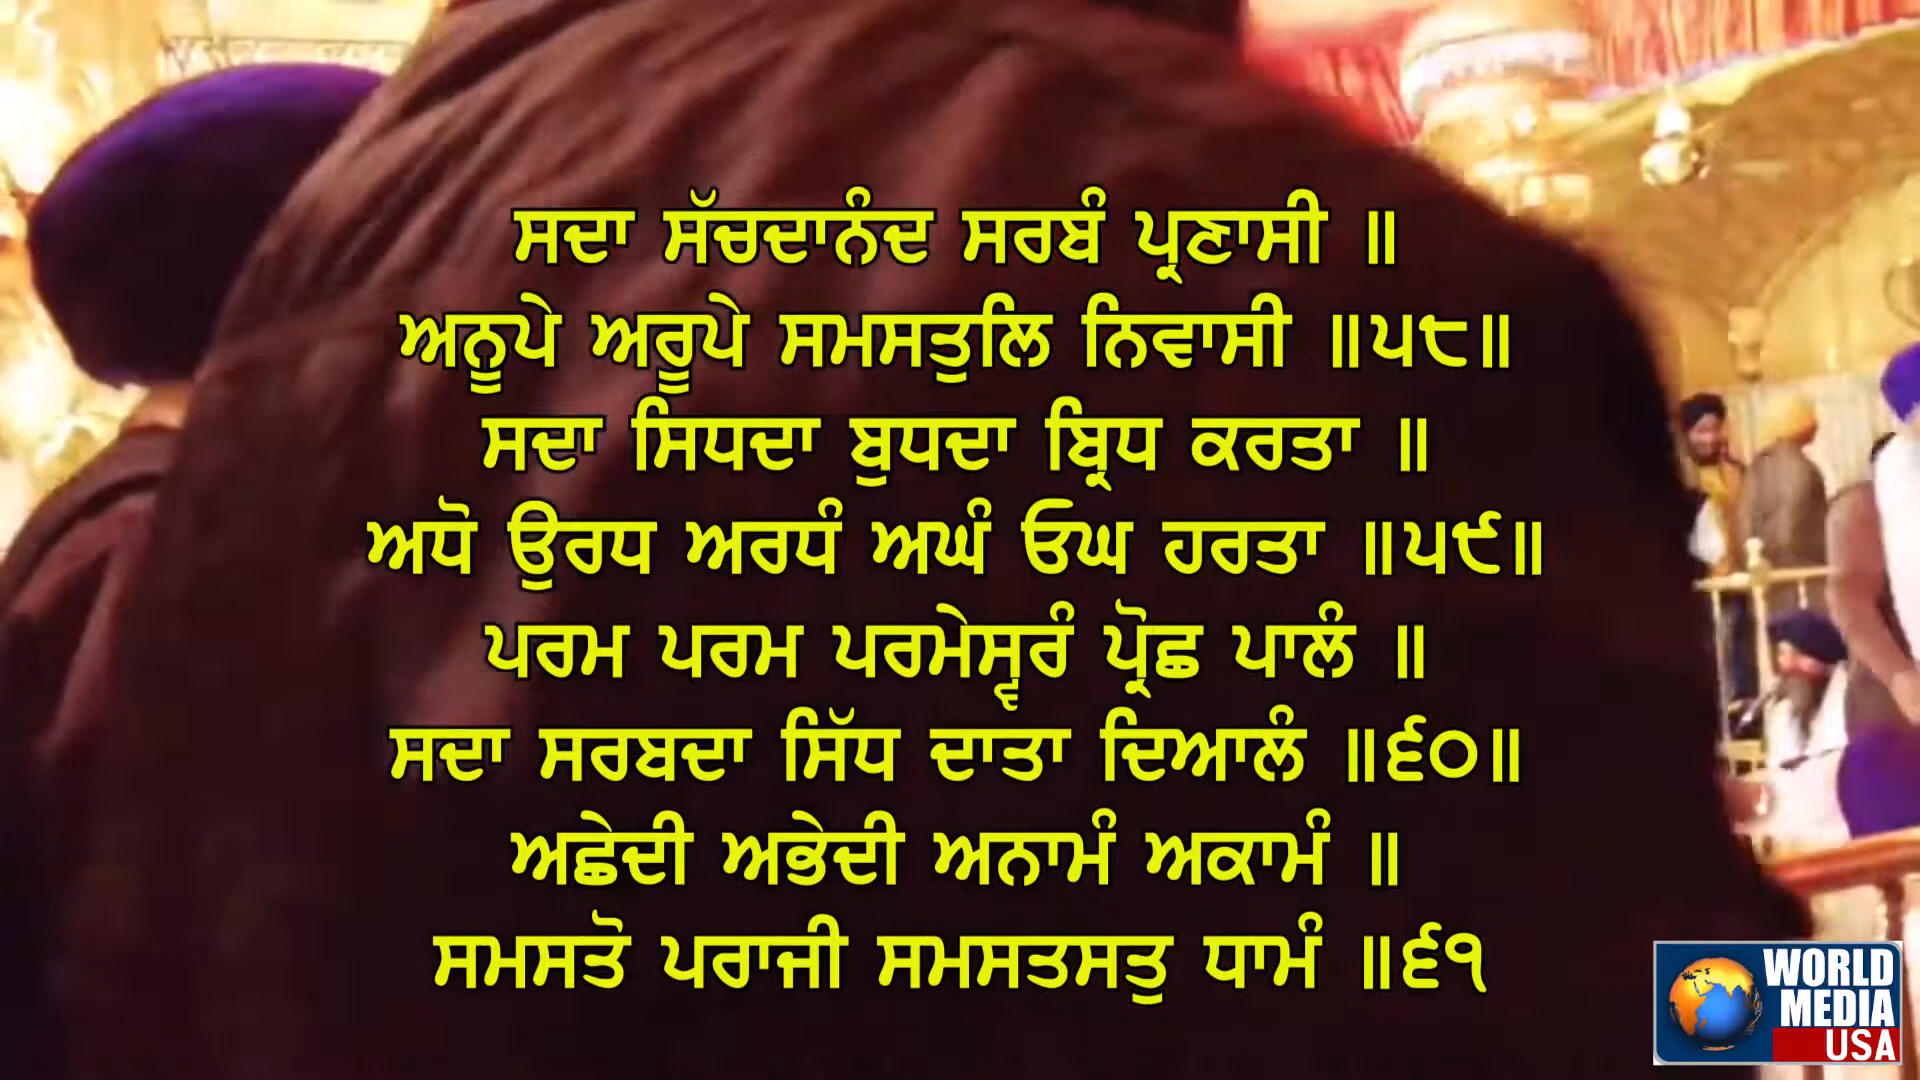 ਸਦਾ ਸੱਚਦਾਨੰਦ ਸਰਬੰ ਪ੍ਰਣਾਸੀ ॥
ਅਨੂਪੇ ਅਰੂਪੇ ਸਮਸਤੁਲਿ ਨਿਵਾਸੀ ॥੫੮॥
ਸਦਾ ਸਿਧਦਾ ਬੁਧਦਾ ਬ੍ਰਿਧ ਕਰਤਾ ॥
ਅਧੋ ਉਰਧ ਅਰਧੰ ਅਘੰ ਓਘ ਹਰਤਾ ॥੫੯॥
ਪਰਮ ਪਰਮ ਪਰਮੇਸ੍ਵਰੰ ਪ੍ਰੋਛ ਪਾਲੰ ॥
ਸਦਾ ਸਰਬਦਾ ਸਿੱਧ ਦਾਤਾ ਦਿਆਲੰ ॥੬੦॥
ਅਛੇਦੀ ਅਭੇਦੀ ਅਨਾਮੰ ਅਕਾਮੰ ॥
ਸਮਸਤੋ ਪਰਾਜੀ ਸਮਸਤਸਤੁ ਧਾਮੰ ॥੬੧
WORLD
MEDIA
USA